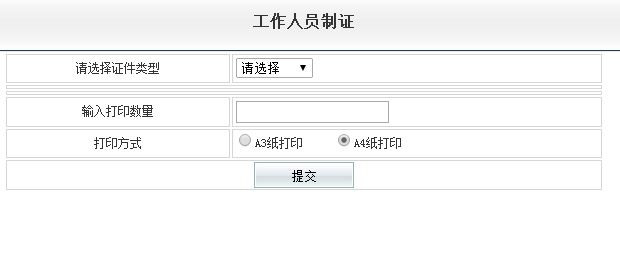 工作人员制证
请选择证件类型 请选择
输入打印数量
打印方式 A3纸打印 A4纸打印
提交